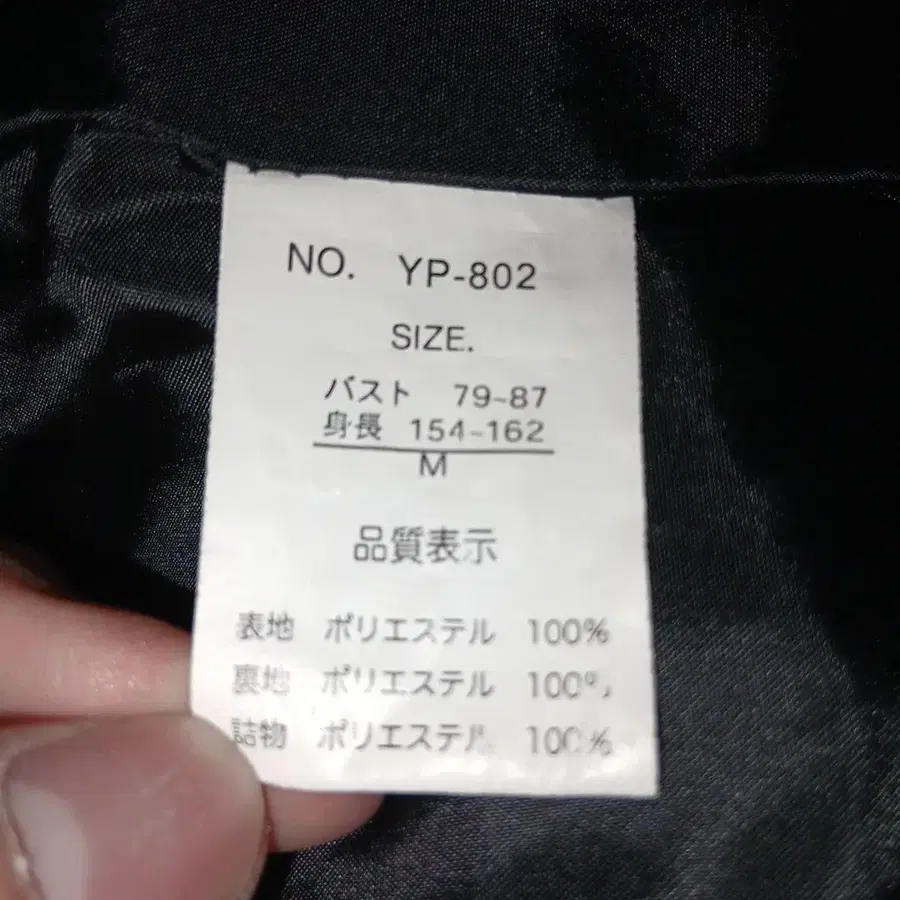 NO. YP-802
SIZE.
バスト 79~87
身長 154~162
M
品質表示
表地 ポリエステル 100%
裏地 ポリエステル 100%
詰物 ポリエステル 100%